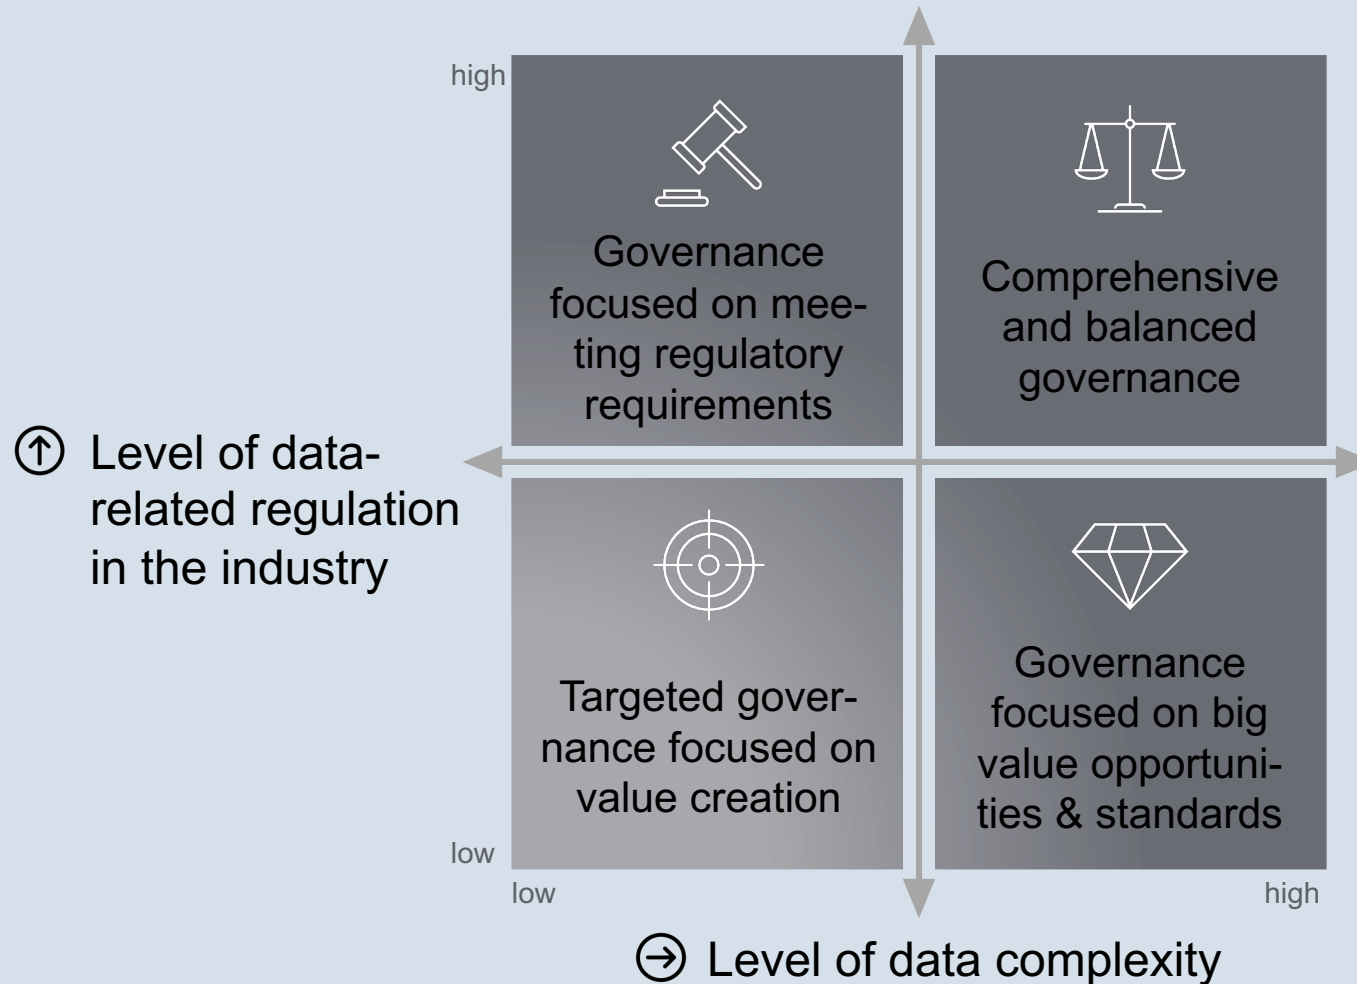 high
Governance
focused on mee-
ting regulatory
requirements
Comprehensive
and balanced
governance
Level of data-
related regulation
in the industry
Targeted gover-
nance focused on
value creation
Governance
focused on big
value opportuni-
ties & standards
low
low
high
Level of data complexity